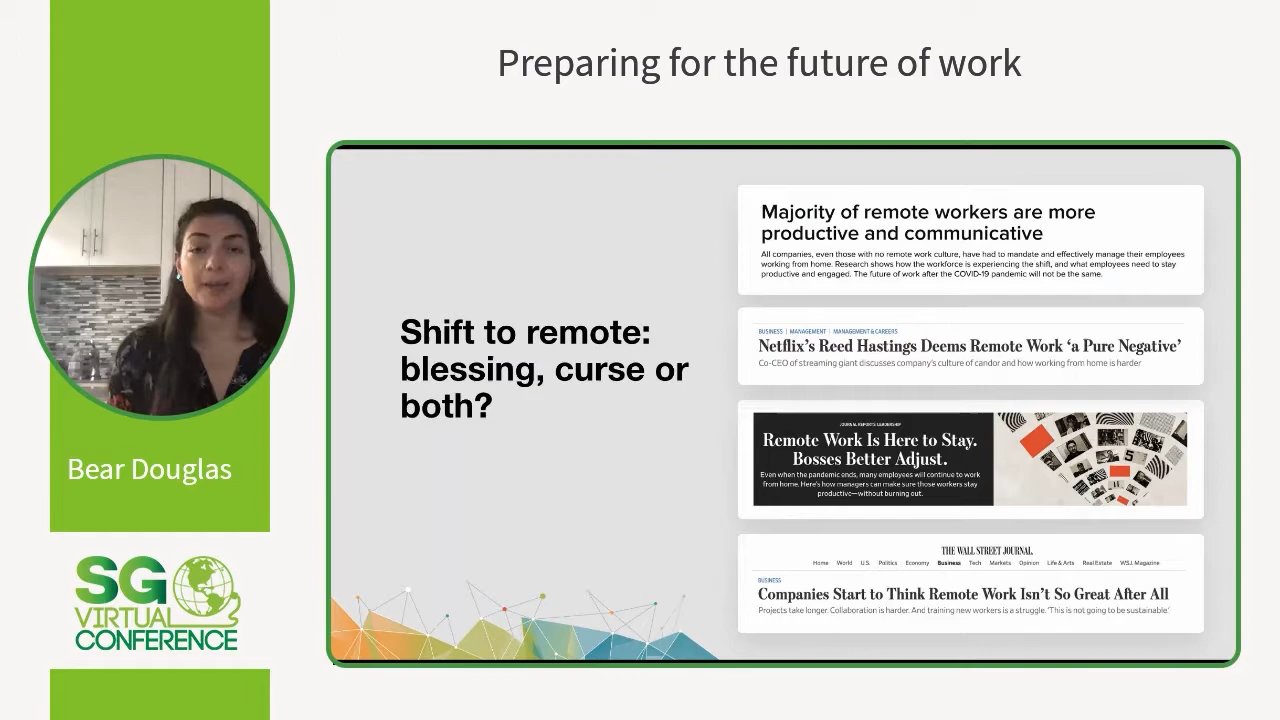 Preparing for the future of work
Bear Douglas
SG
VIRTUAL
CONFERENCE
Shift to remote:
blessing, curse or
both?
Majority of remote workers are more
productive and communicative
All companies, even those with no remote work culture, have had to mandate and effectively manage their employees
working from home. Research shows how the workforce is experiencing the shift, and what employees need to stay
productive and engaged. The future of work after the COVID-19 pandemic will not be the same.
BUSINESS | MANAGEMENT | MANAGEMENT & CAREERS
Netflix's Reed Hastings Deems Remote Work ‘a Pure Negative’
Co-CEO of streaming giant discusses company's culture of candor and how working from home is harder
JOURNAL REPORTS: LEADERSHIP
Remote Work Is Here to Stay.
Bosses Better Adjust.
Even when the pandemic ends, many employees will continue to work
from home. Here's how managers can make sure those workers stay
productive—without burning out.
THE WALL STREET JOURNAL.
Home World U.S. Politics Economy Business Tech Markets Opinion Life & Arts Real Estate WSJ. Magazine
BUSINESS
Companies Start to Think Remote Work Isn't So Great After All
Projects take longer. Collaboration is harder. And training new workers is a struggle. ‘This is not going to be sustainable.’